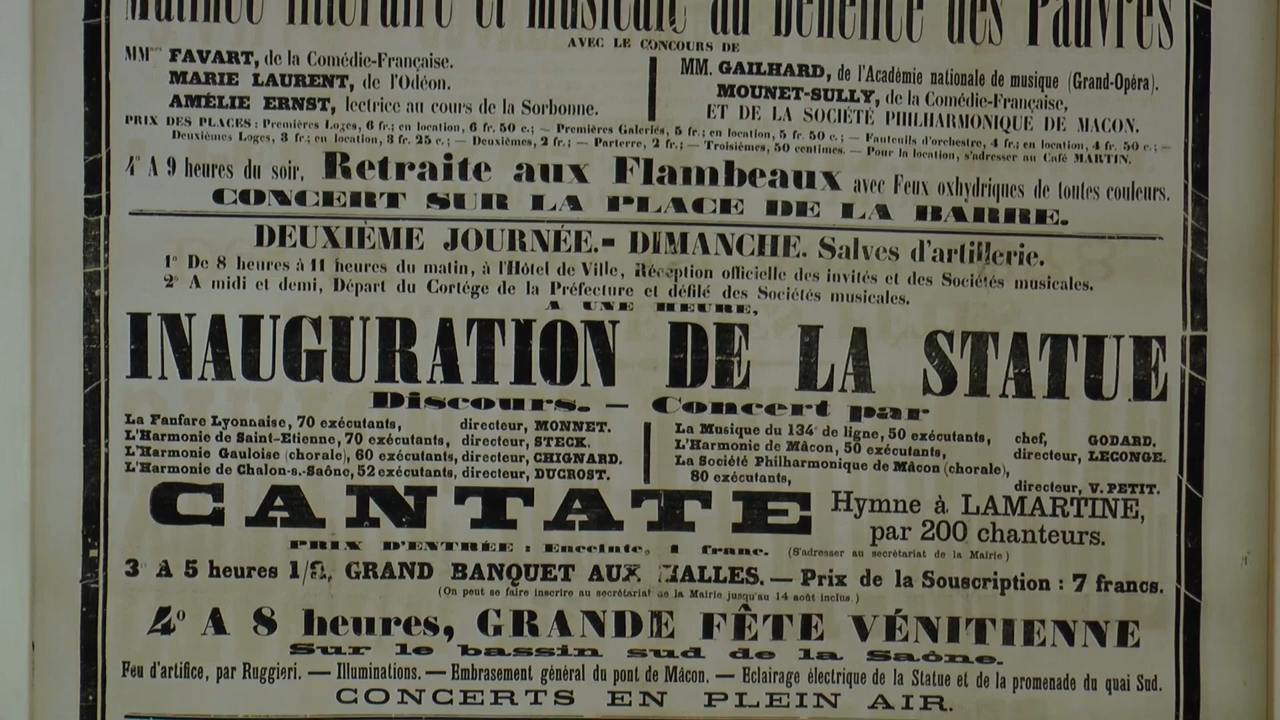 Matinée littéraire et musicale au bénéfice des Pauvres
AVEC LE CONCOURS DE
MMmes FAVART, de la Comédie-Française.
MARIE LAURENT, de l'Odéon.
AMÉLIE ERNST, lectrice au cours de la Sorbonne.
MM. GAILHARD, de l'Académie nationale de musique (Grand-Opéra).
MOUNET-SULLY, de la Comédie-Française,
ET DE LA SOCIÉTÉ PHILHARMONIQUE DE MACON.
PRIX DES PLACES : Premières Loges, 6 fr.; en location, 6 fr. 50 c.; — Premières Galeries, 5 fr.; en location, 5 fr. 50 c.; — Fauteuils d'orchestre, 4 fr.; en location, 4 fr. 50 c.; —
Deuxièmes Loges, 3 fr.; en location, 3 fr. 25 c.; — Deuxièmes, 2 fr.; — Parterre, 2 fr.; — Troisièmes, 50 centimes. — Pour la location, s'adresser au Café MARTIN.
4° A 9 heures du soir, Retraite aux Flambeaux avec Feux oxhydriques de toutes couleurs.
CONCERT SUR LA PLACE DE LA BARRE.
DEUXIÈME JOURNÉE.- DIMANCHE. Salves d'artillerie.
1° De 8 heures à 11 heures du matin, à l'Hôtel de Ville, Réception officielle des invités et des Sociétés musicales.
2° A midi et demi, Départ du Cortége de la Préfecture et défilé des Sociétés musicales.
A UNE HEURE,
INAUGURATION DE LA STATUE
Discours. — Concert par
La Fanfare Lyonnaise, 70 exécutants, directeur, MONNET.
L'Harmonie de Saint-Etienne, 70 exécutants, directeur, STECK.
L'Harmonie Gauloise (chorale), 60 exécutants, directeur, CHIGNARD.
L'Harmonie de Chalon-s.-Saône, 52 exécutants, directeur, DUCROST.
La Musique du 134e de ligne, 50 exécutants, chef, GODARD.
L'Harmonie de Mâcon, 50 exécutants, directeur, LECONGE.
La Société Philharmonique de Mâcon (chorale),
80 exécutants, directeur, V. PETIT.
CANTATE
Hymne à LAMARTINE,
par 200 chanteurs.
PRIX D'ENTRÉE : Enceinte, 1 franc. (S'adresser au secrétariat de la Mairie)
3° A 5 heures 1/2, GRAND BANQUET AUX HALLES. — Prix de la Souscription : 7 francs.
(On peut se faire inscrire au secrétariat de la Mairie jusqu'au 14 août inclus.)
4° A 8 heures, GRANDE FÊTE VÉNITIENNE
Sur le bassin sud de la Saône.
Feu d'artifice, par Ruggieri. — Illuminations. — Embrasement général du pont de Mâcon. — Eclairage électrique de la Statue et de la promenade du quai Sud.
CONCERTS EN PLEIN AIR.